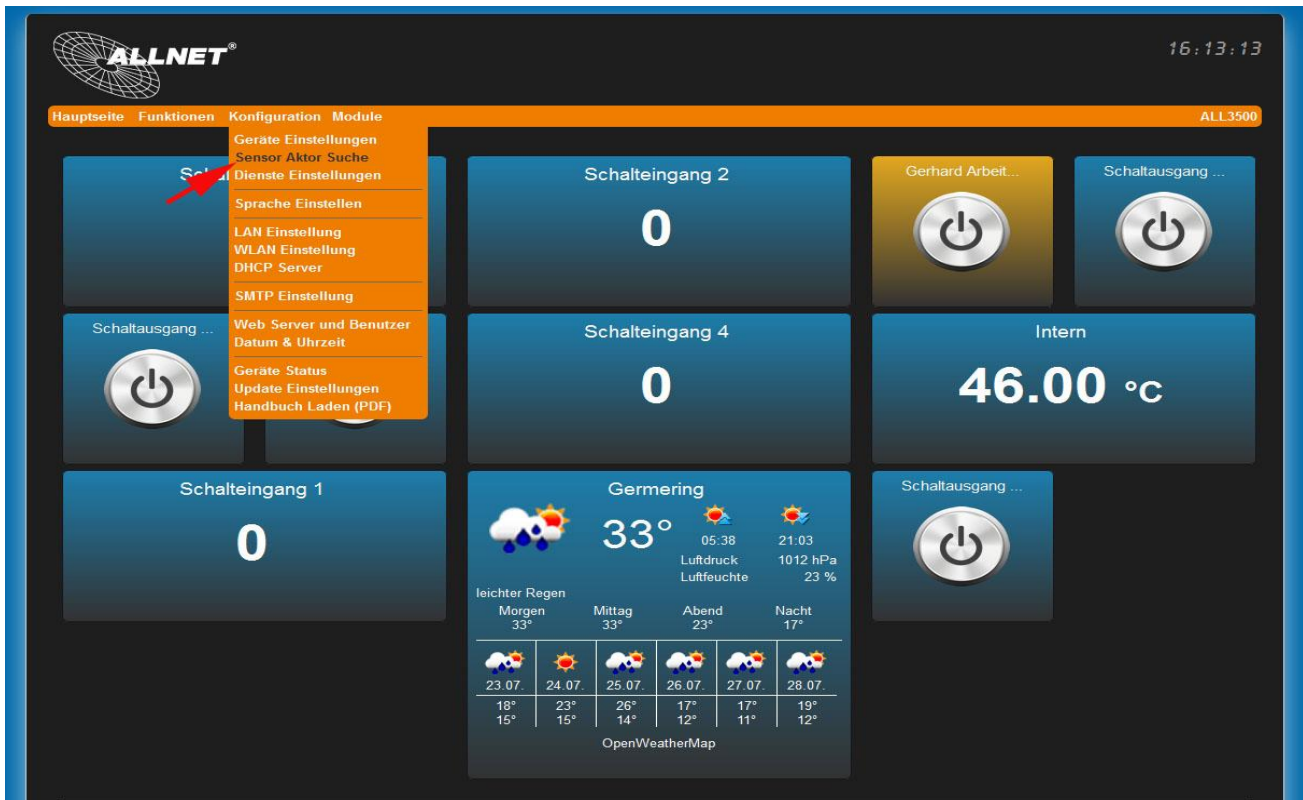 ALLNET®
16:13:13
Hauptseite Funktionen Konfiguration Module ALL3500
Geräte Einstellungen
Sensor Aktor Suche
Dienste Einstellungen
Sprache Einstellen
LAN Einstellung
WLAN Einstellung
DHCP Server
SMTP Einstellung
Web Server und Benutzer
Datum & Uhrzeit
Geräte Status
Update Einstellungen
Handbuch Laden (PDF)
Schalteingang 2
0
Gerhard Arbeit...
Schaltausgang ...
Schaltausgang ...
Schalteingang 4
0
Intern
46.00 °C
Schalteingang 1
0
Germering
33°
05:38 21:03
Luftdruck 1012 hPa
Luftfeuchte 23 %
leichter Regen
Morgen Mittag Abend Nacht
33° 33° 23° 17°
23.07. 24.07. 25.07. 26.07. 27.07. 28.07.
18° 23° 26° 17° 17° 19°
15° 15° 14° 12° 11° 12°
OpenWeatherMap
Schaltausgang ...